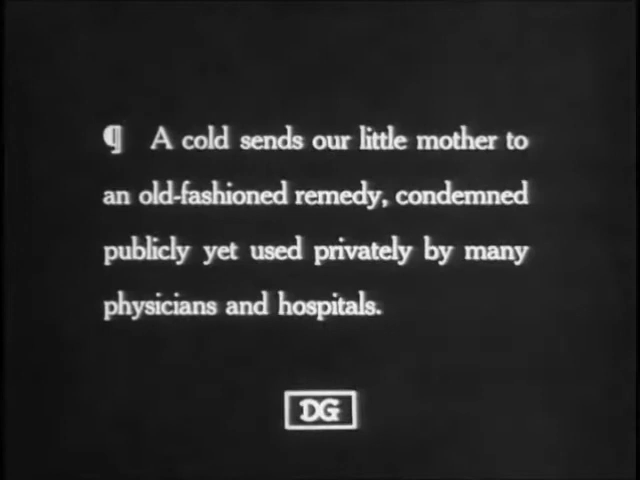 ¶ A cold sends our little mother to
an old-fashioned remedy, condemned
publicly yet used privately by many
physicians and hospitals.
DG